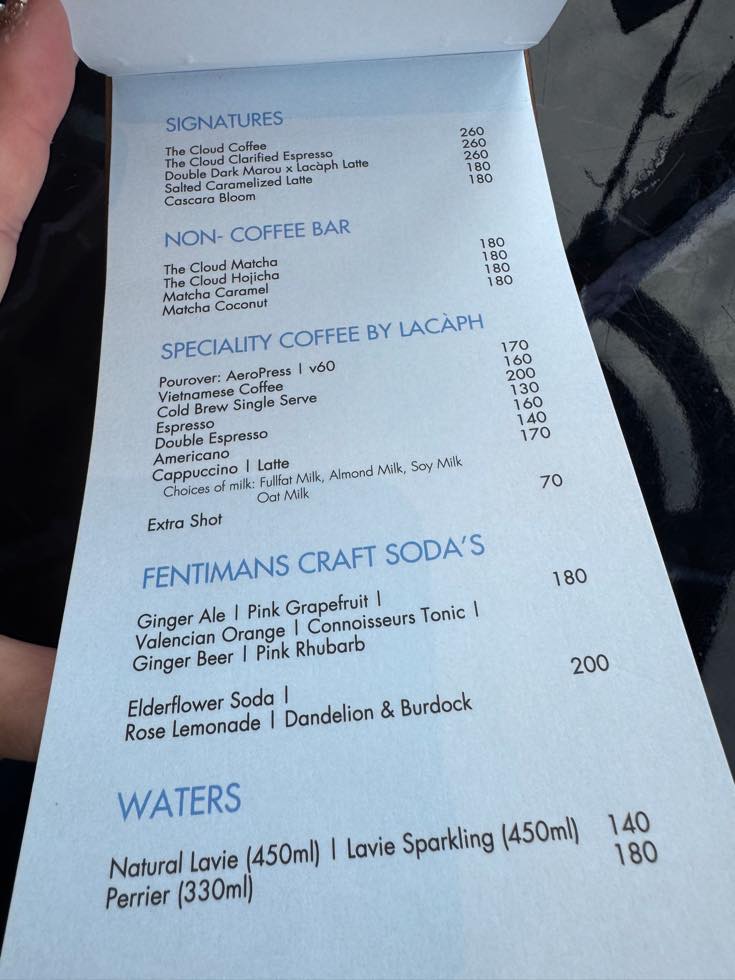 SIGNATURES
The Cloud Coffee 260
The Cloud Clarified Espresso 260
Double Dark Marou x Lacàph Latte 260
Salted Caramelized Latte 180
Cascara Bloom 180
NON- COFFEE BAR
The Cloud Matcha 180
The Cloud Hojicha 180
Matcha Caramel 180
Matcha Coconut 180
SPECIALITY COFFEE BY LACÀPH
Pourover: AeroPress | v60 170
Vietnamese Coffee 160
Cold Brew Single Serve 200
Espresso 130
Double Espresso 160
Americano 140
Cappuccino | Latte 170
Choices of milk: Fullfat Milk, Almond Milk, Soy Milk
Oat Milk
Extra Shot 70
FENTIMANS CRAFT SODA'S
Ginger Ale | Pink Grapefruit | 180
Valencian Orange | Connoisseurs Tonic |
Ginger Beer | Pink Rhubarb
Elderflower Soda | 200
Rose Lemonade | Dandelion & Burdock
WATERS
Natural Lavie (450ml) | Lavie Sparkling (450ml) 140
Perrier (330ml) 180